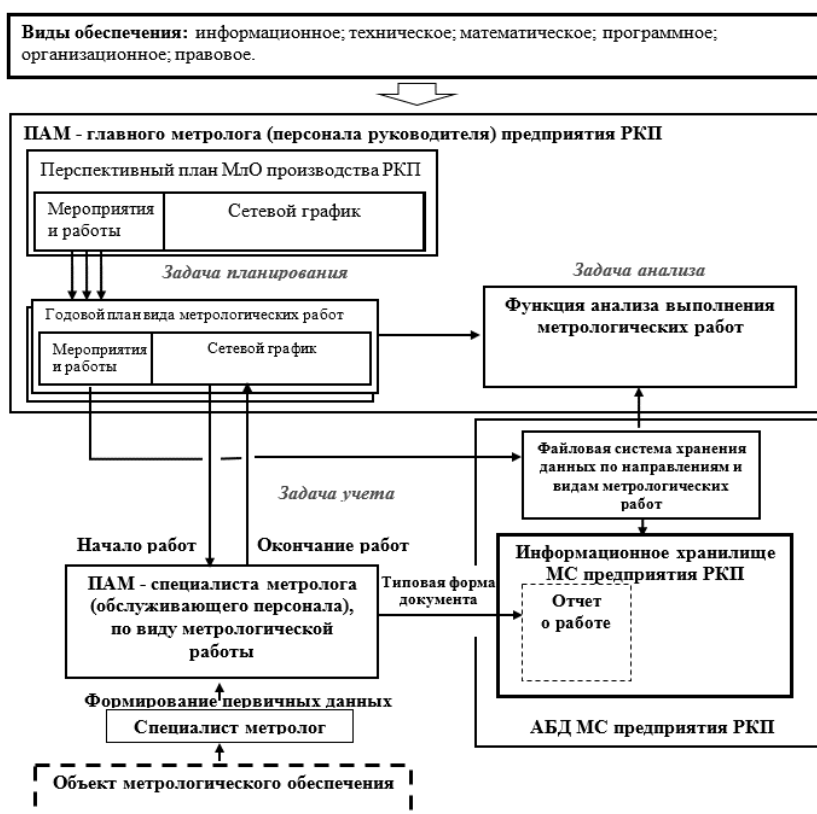 Виды обеспечения: информационное; техническое; математическое; программное;
организационное; правовое.
ПАМ - главного метролога (персонала руководителя) предприятия РКП
Перспективный план МлО производства РКП
Мероприятия
и работы
Сетевой график
Задача планирования
Задача анализа
Годовой план вида метрологических работ
Мероприятия
и работы
Сетевой график
Функция анализа выполнения
метрологических работ
Файловая система хранения
данных по направлениям и
видам метрологических
работ
Задача учета
Начало работ
Окончание работ
ПАМ - специалиста метролога
(обслуживающего персонала),
по виду метрологической
работы
Типовая форма
документа
Информационное хранилище
МС предприятия РКП
Отчет
о работе
Формирование первичных данных
Специалист метролог
АБД МС предприятия РКП
Объект метрологического обеспечения